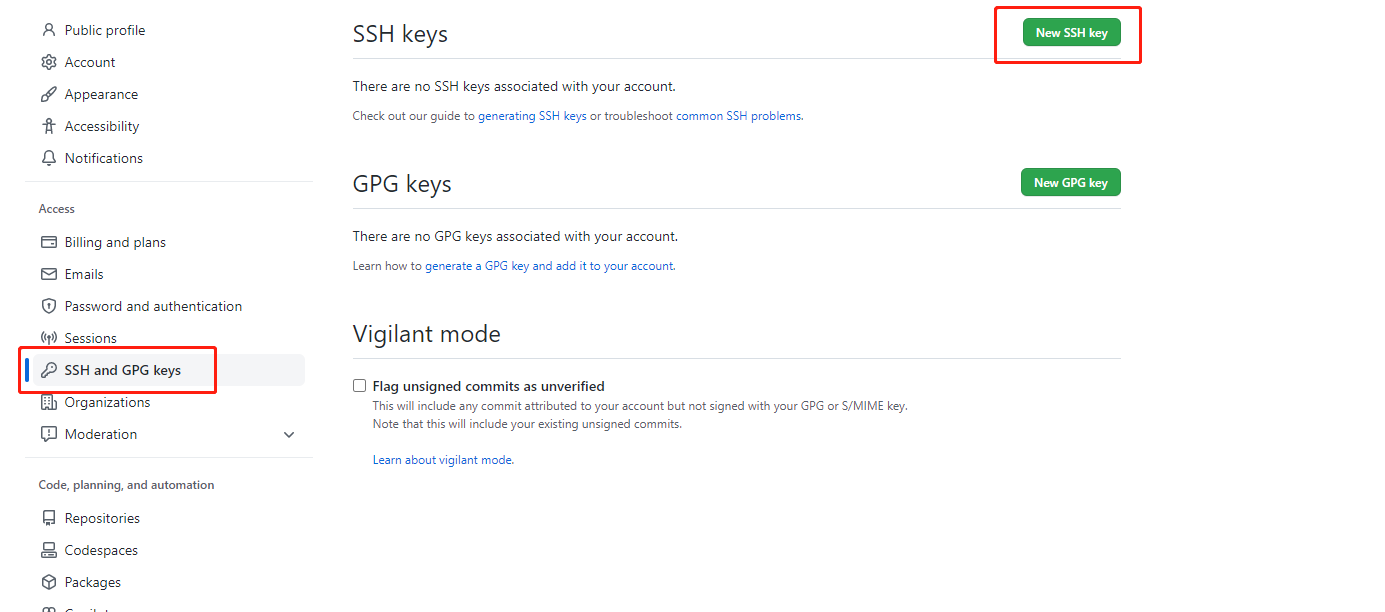 Public profile
Account
Appearance
Accessibility
Notifications
Access
Billing and plans
Emails
Password and authentication
Sessions
SSH and GPG keys
Organizations
Moderation
Code, planning, and automation
Repositories
Codespaces
Packages
SSH keys
New SSH key
There are no SSH keys associated with your account.
Check out our guide to generating SSH keys or troubleshoot common SSH problems.
GPG keys
New GPG key
There are no GPG keys associated with your account.
Learn how to generate a GPG key and add it to your account.
Vigilant mode
Flag unsigned commits as unverified
This will include any commit attributed to your account but not signed with your GPG or S/MIME key.
Note that this will include your existing unsigned commits.
Learn about vigilant mode.